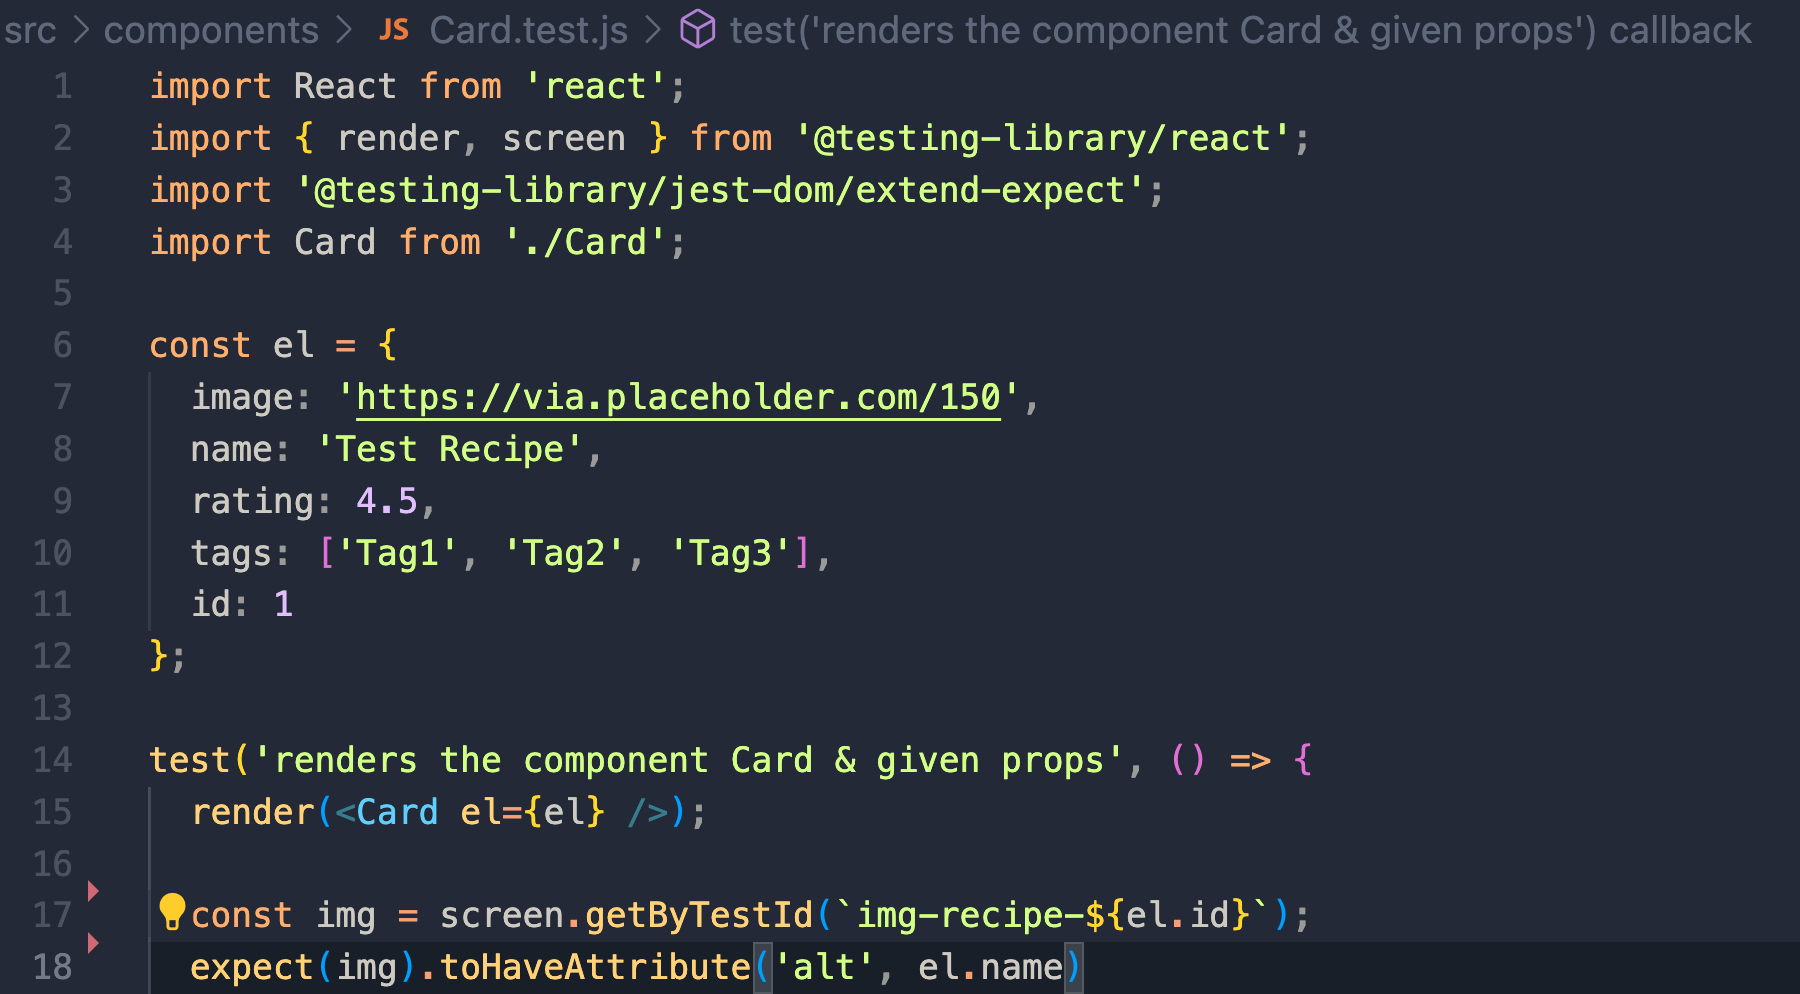 src > components > JS Card.test.js > test('renders the component Card & given props') callback
1 import React from 'react';
2 import { render, screen } from '@testing-library/react';
3 import '@testing-library/jest-dom/extend-expect';
4 import Card from './Card';
5
6 const el = {
7   image: 'https://via.placeholder.com/150',
8   name: 'Test Recipe',
9   rating: 4.5,
10   tags: ['Tag1', 'Tag2', 'Tag3'],
11   id: 1
12 };
13
14 test('renders the component Card & given props', () => {
15   render(<Card el={el} />);
16
17   const img = screen.getByTestId(`img-recipe-${el.id}`);
18   expect(img).toHaveAttribute('alt', el.name)